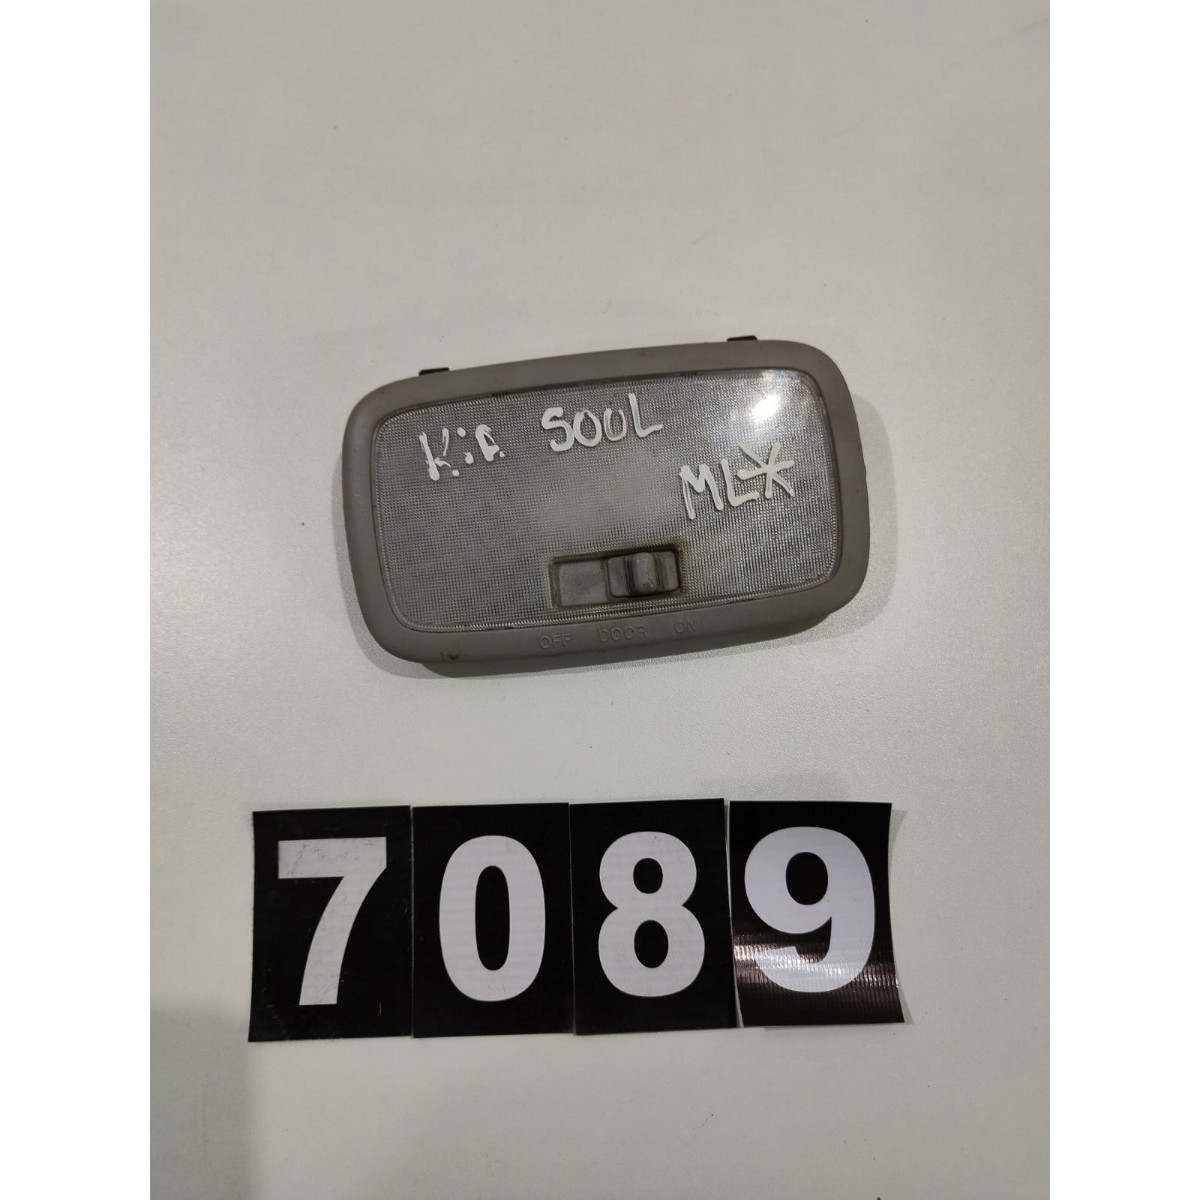 Kia SOUL
ML*
OFF DOOR ON
7089